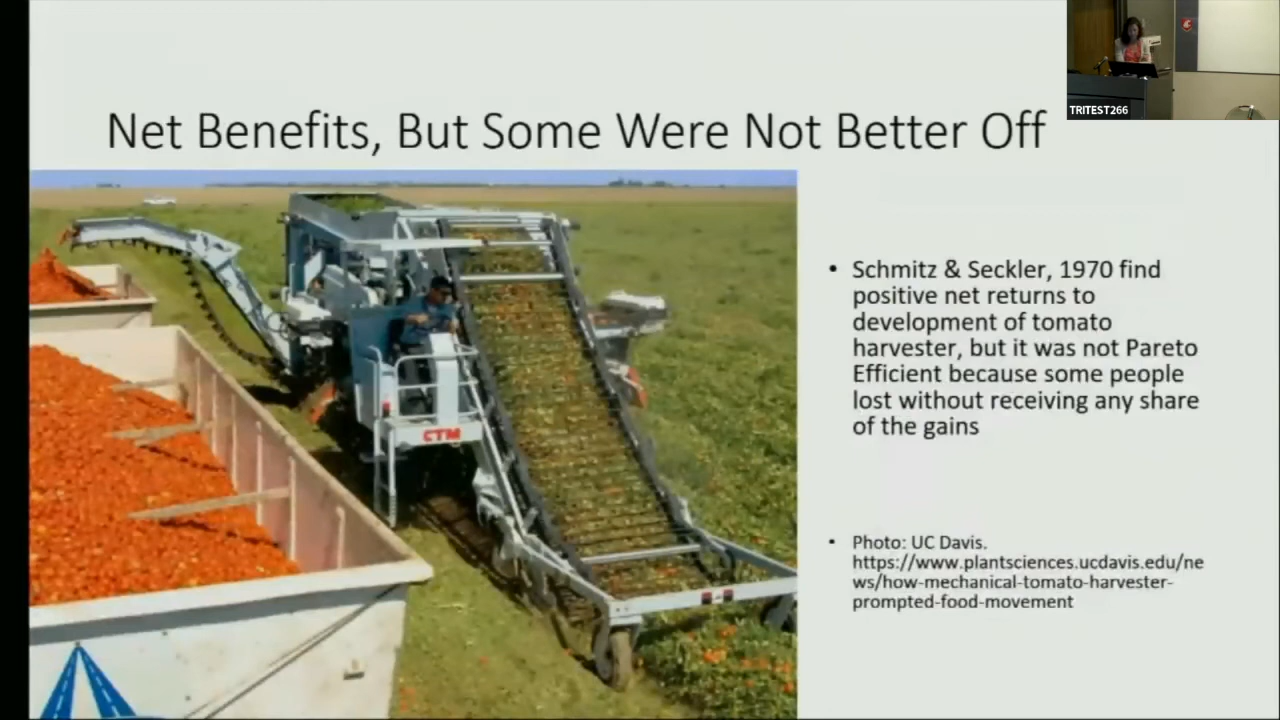 TRITEST266
Net Benefits, But Some Were Not Better Off
CTM
• Schmitz & Seckler, 1970 find
positive net returns to
development of tomato
harvester, but it was not Pareto
Efficient because some people
lost without receiving any share
of the gains
• Photo: UC Davis.
https://www.plantsciences.ucdavis.edu/ne
ws/how-mechanical-tomato-harvester-
prompted-food-movement